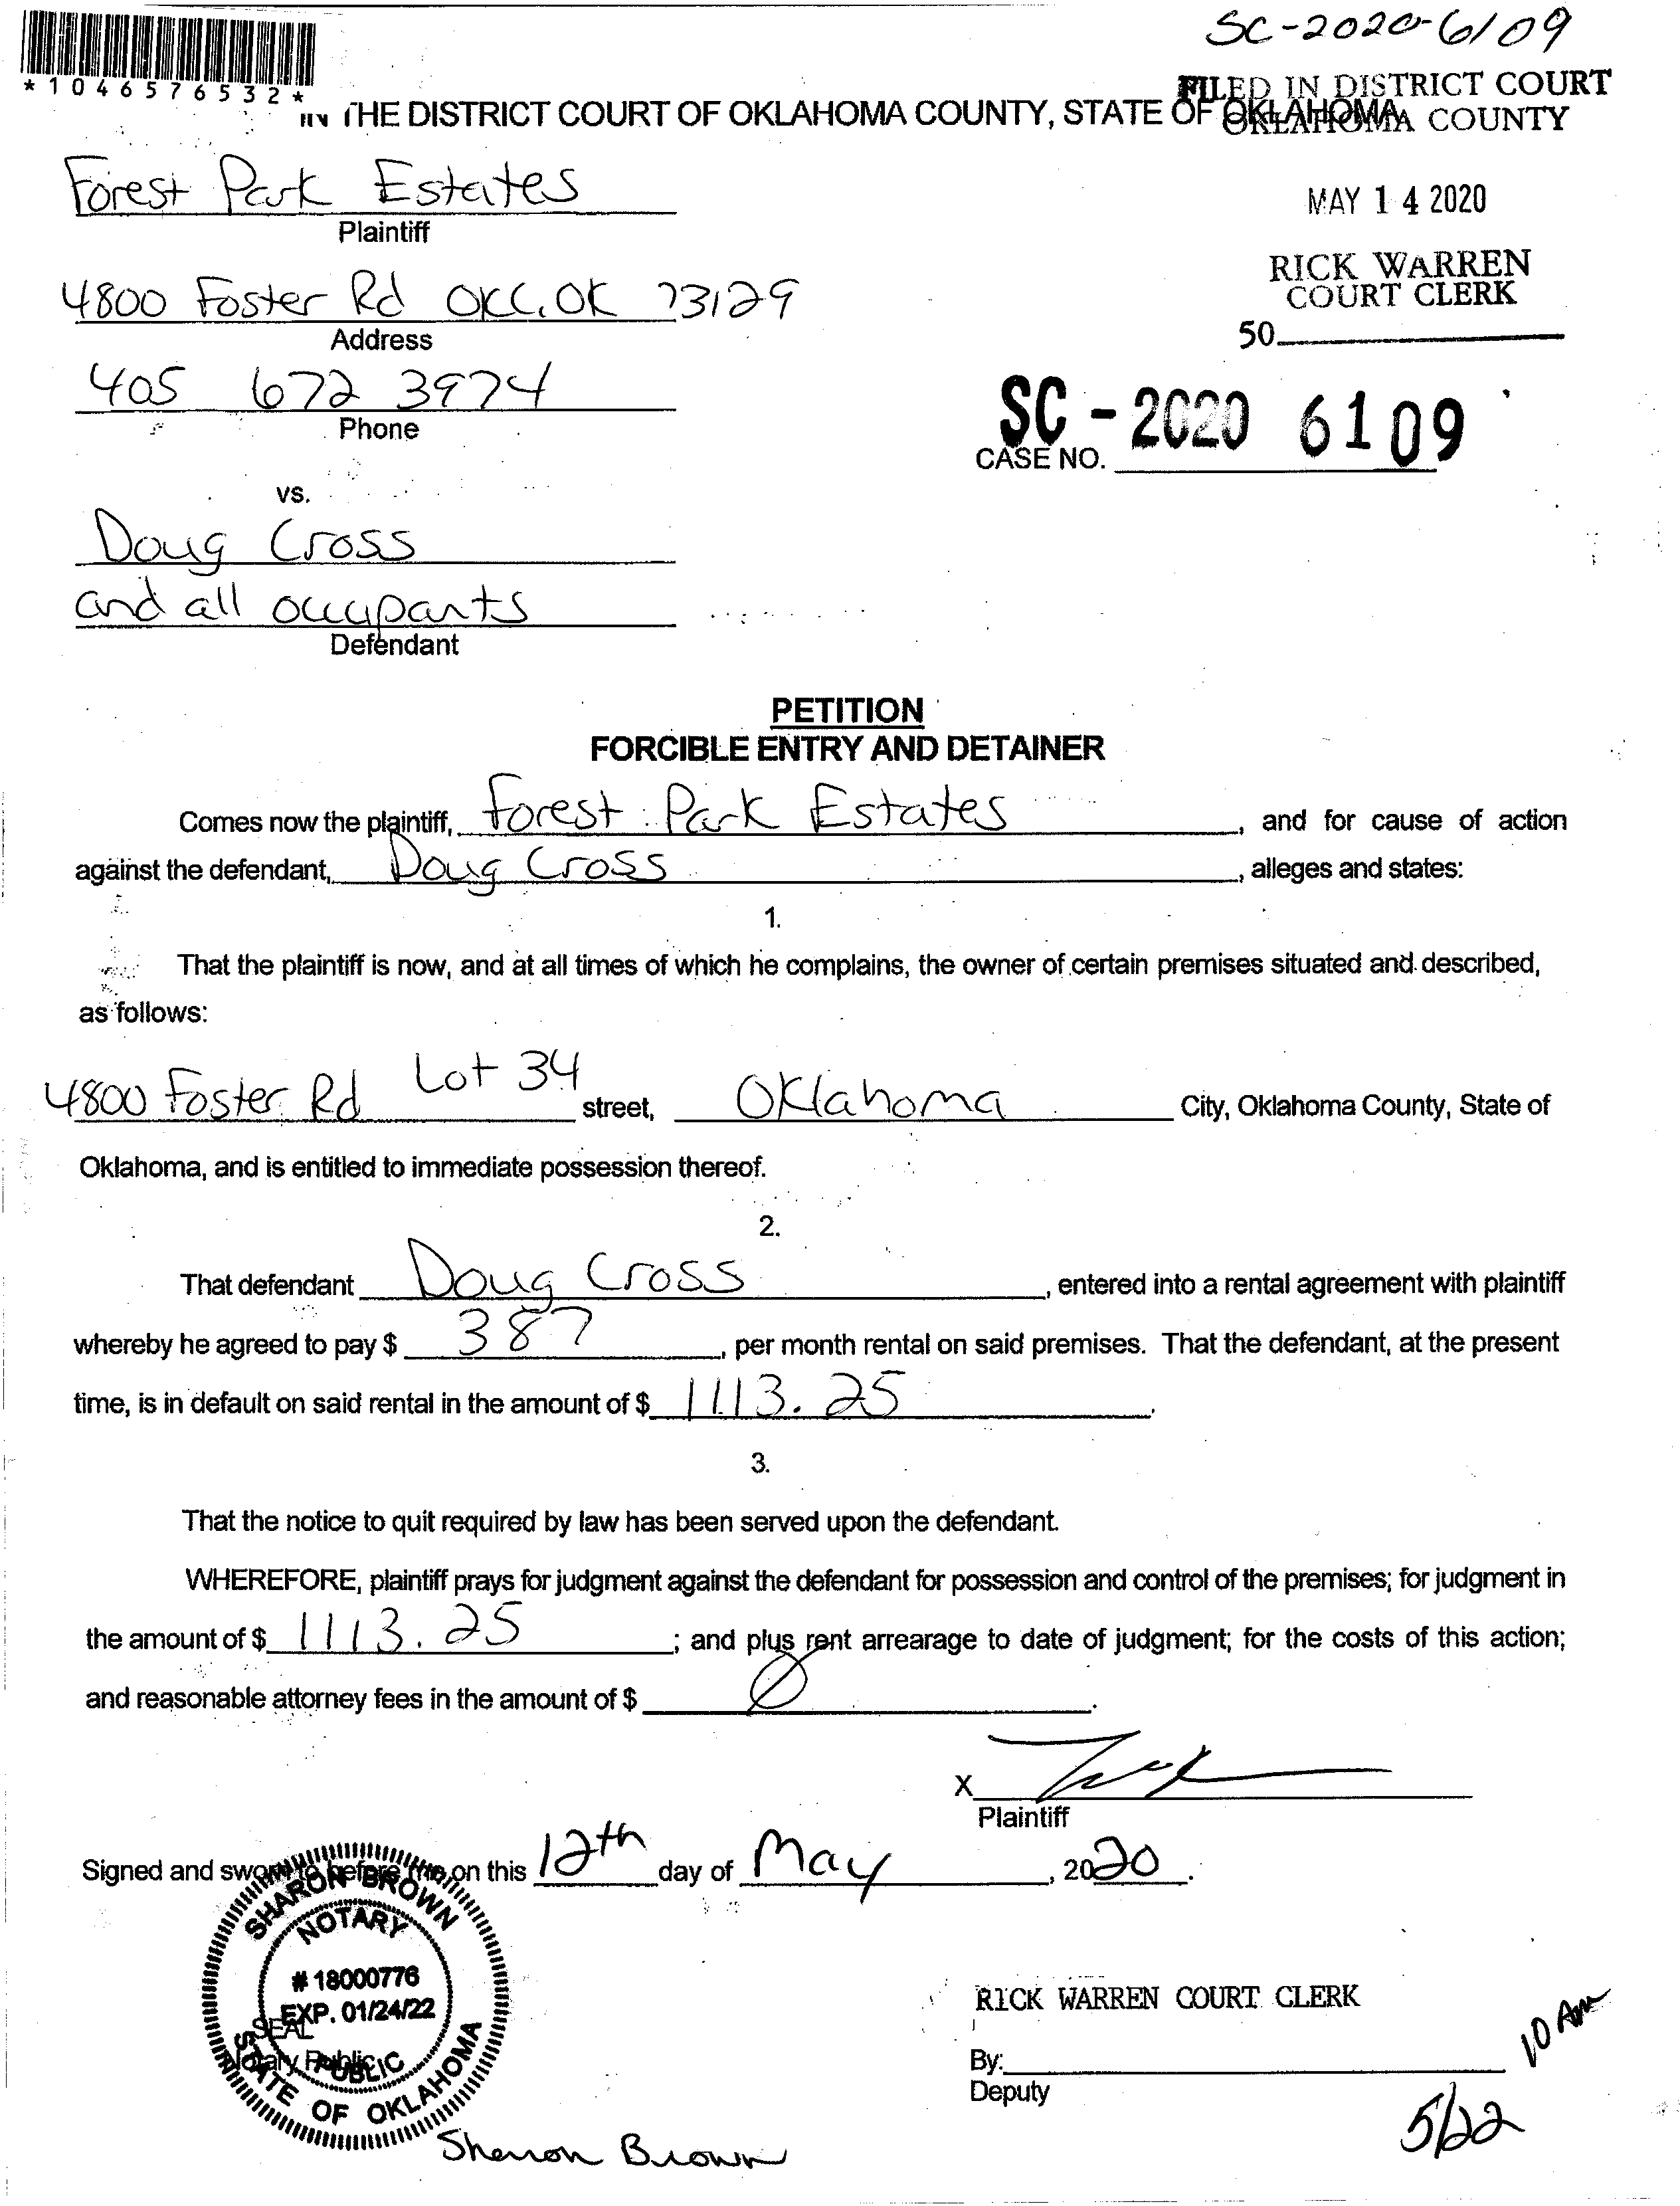 SC-2020-6109
*1046576532*
FILED IN DISTRICT COURT
OKLAHOMA COUNTY
IN THE DISTRICT COURT OF OKLAHOMA COUNTY, STATE OF OKLAHOMA
Forest Park Estates
Plaintiff
MAY 14 2020
RICK WARREN
COURT CLERK
4800 Foster Rd OKC, OK 73129
Address
50
405 672 3974
Phone
SC - 2020 6109
CASE NO.
vs.
Doug Cross
and all occupants
Defendant
PETITION
FORCIBLE ENTRY AND DETAINER
Comes now the plaintiff, Forest Park Estates, and for cause of action
against the defendant, Doug Cross, alleges and states:
1.
That the plaintiff is now, and at all times of which he complains, the owner of certain premises situated and described,
as follows:
4800 Foster Rd Lot 34 street, Oklahoma City, Oklahoma County, State of
Oklahoma, and is entitled to immediate possession thereof.
2.
That defendant Doug Cross, entered into a rental agreement with plaintiff
whereby he agreed to pay $ 387, per month rental on said premises. That the defendant, at the present
time, is in default on said rental in the amount of $ 1113.25.
3.
That the notice to quit required by law has been served upon the defendant.
WHEREFORE, plaintiff prays for judgment against the defendant for possession and control of the premises; for judgment in
the amount of $ 1113.25; and plus rent arrearage to date of judgment; for the costs of this action;
and reasonable attorney fees in the amount of $ 0.
X
Plaintiff
Signed and sworn to before me on this 12th day of May, 2020.
SHARON BROWN
NOTARY
# 18000776
EXP. 01/24/22
SEAL
Notary Public
PUBLIC
STATE OF OKLAHOMA
Sharon Brown
RICK WARREN COURT CLERK
By:
Deputy
10 Am
5/22